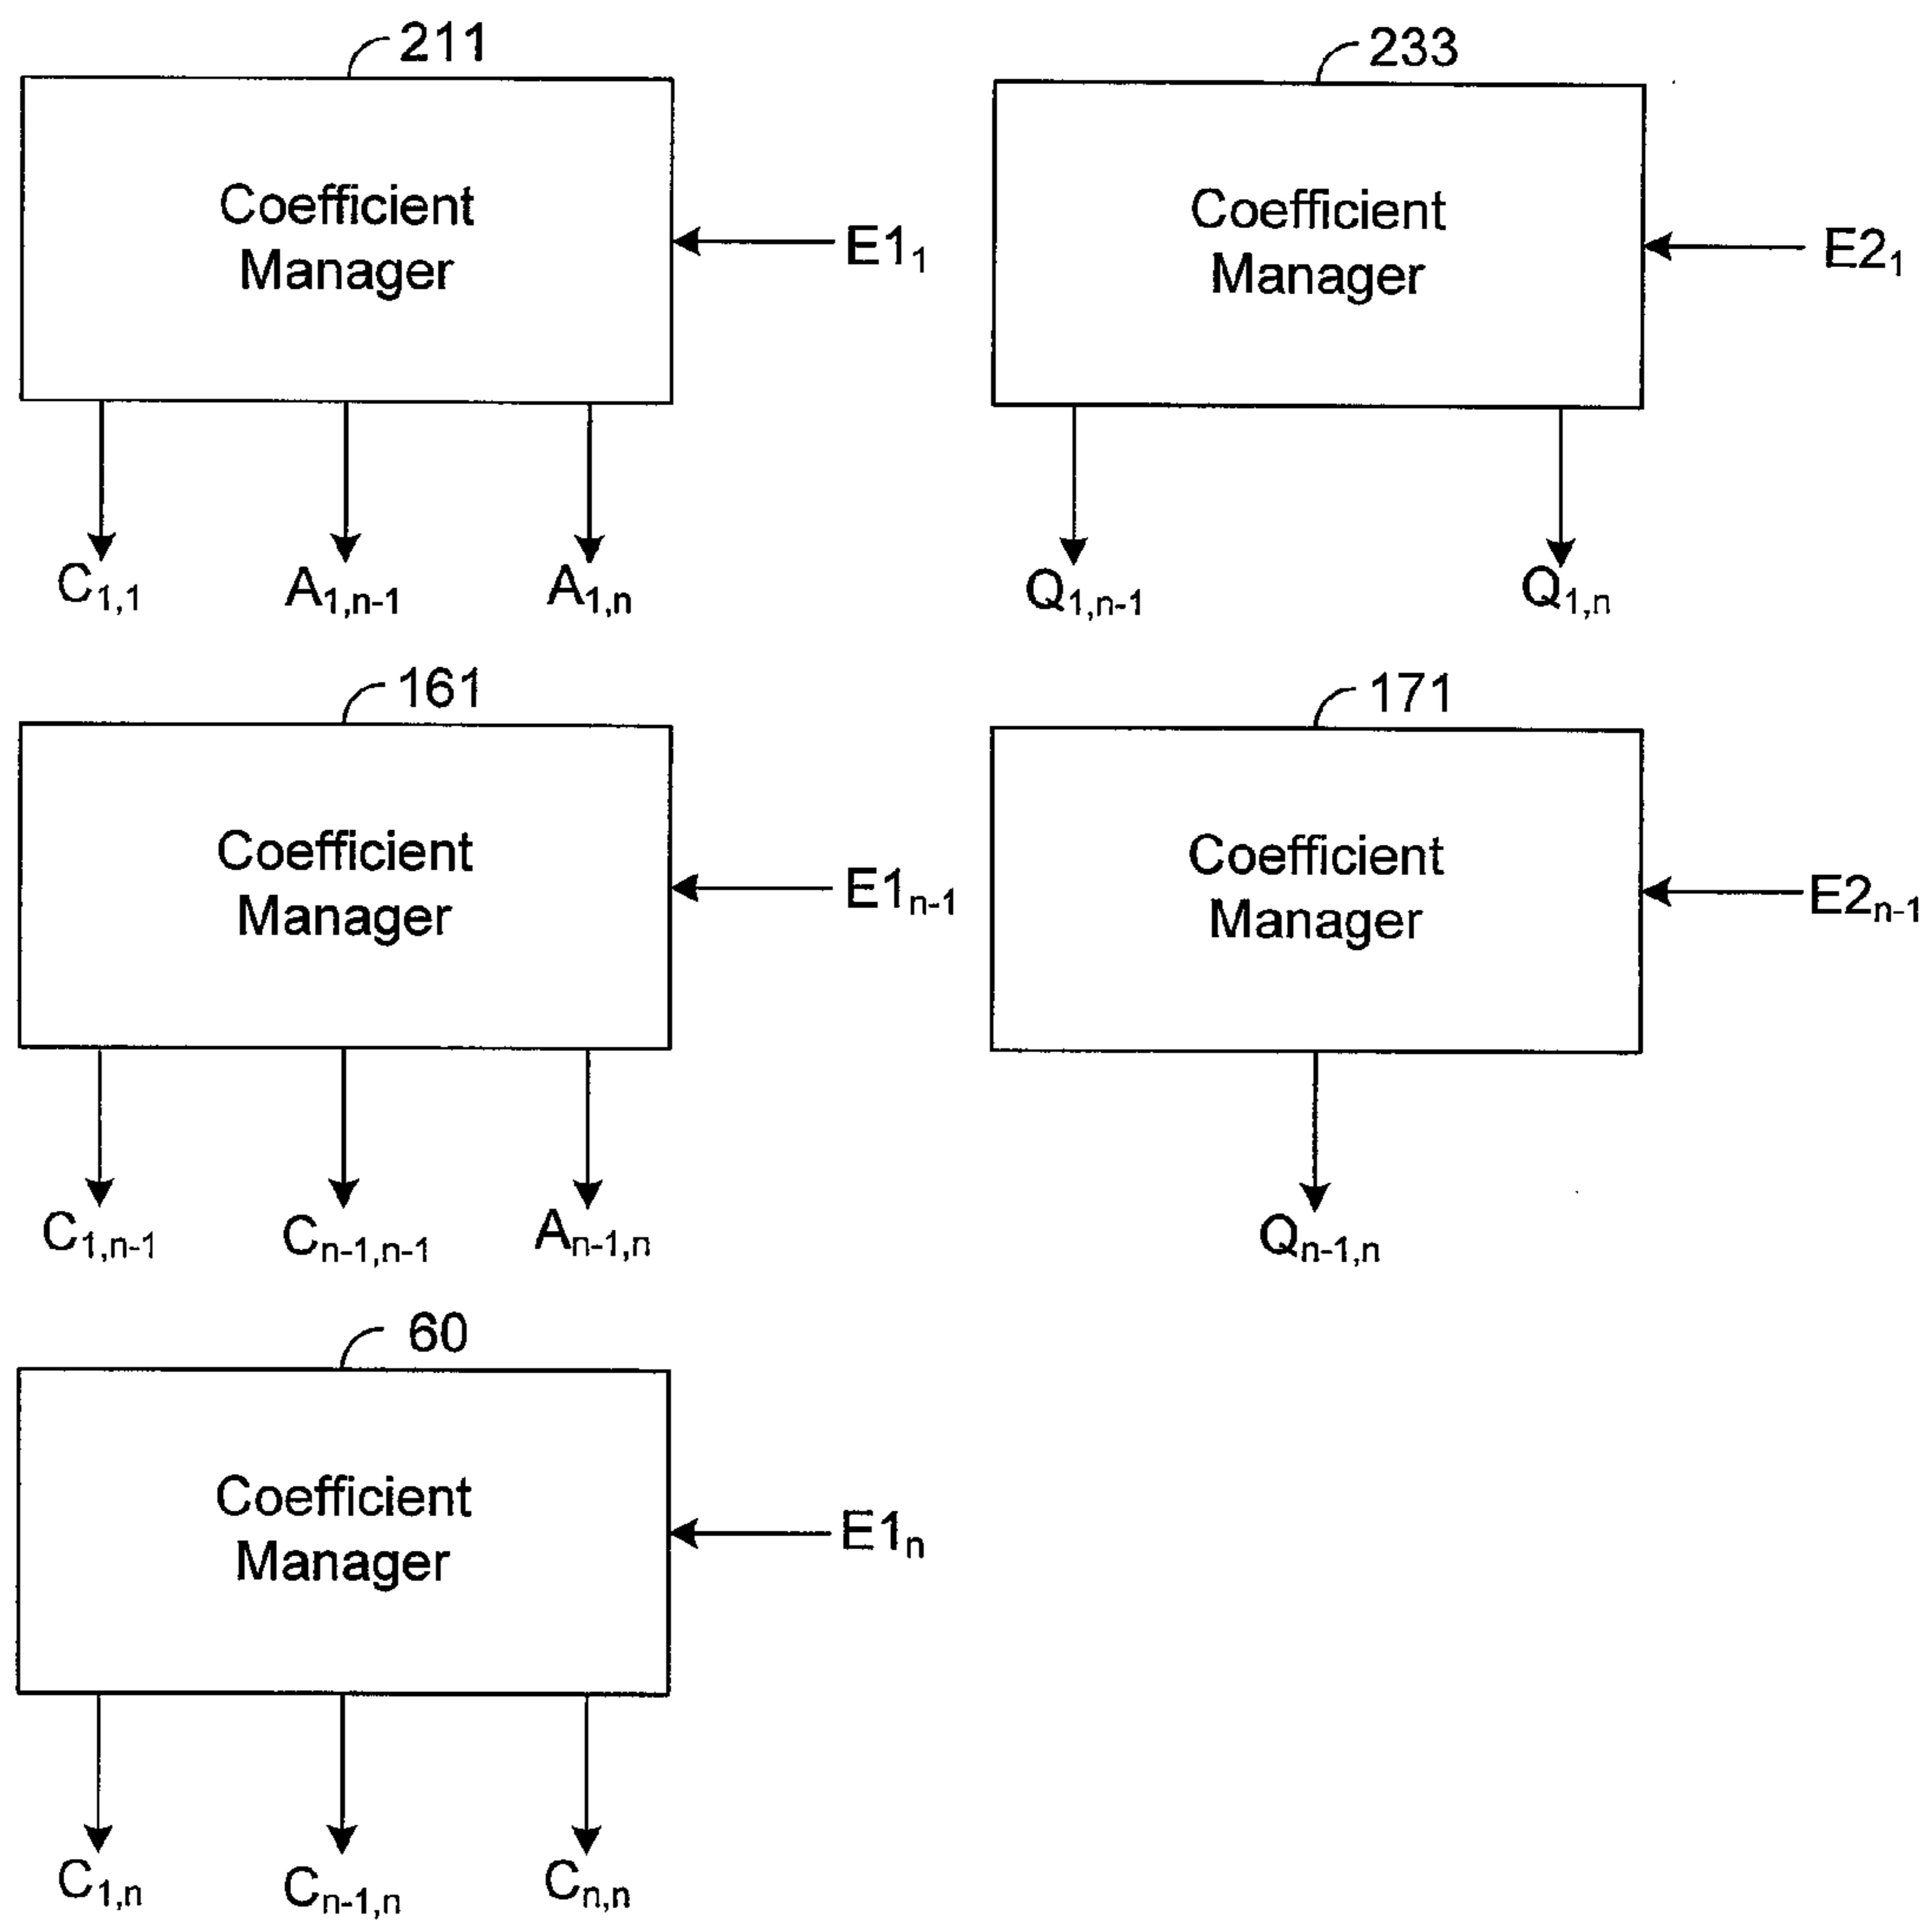 211
Coefficient
Manager
E1₁
C₁,₁
A₁,ₙ₋₁
A₁,ₙ
233
Coefficient
Manager
E2₁
Q₁,ₙ₋₁
Q₁,ₙ
161
Coefficient
Manager
E1ₙ₋₁
C₁,ₙ₋₁
Cₙ₋₁,ₙ₋₁
Aₙ₋₁,ₙ
171
Coefficient
Manager
E2ₙ₋₁
Qₙ₋₁,ₙ
60
Coefficient
Manager
E1ₙ
C₁,ₙ
Cₙ₋₁,ₙ
Cₙ,ₙ